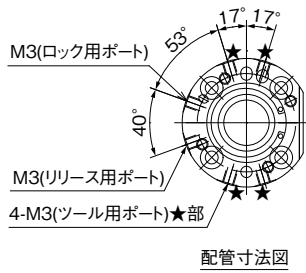 17° 17°
★ ★
53°
M3(ロック用ポート)
40°
M3(リリース用ポート)
4-M3(ツール用ポート)★部
★ ★
配管寸法図